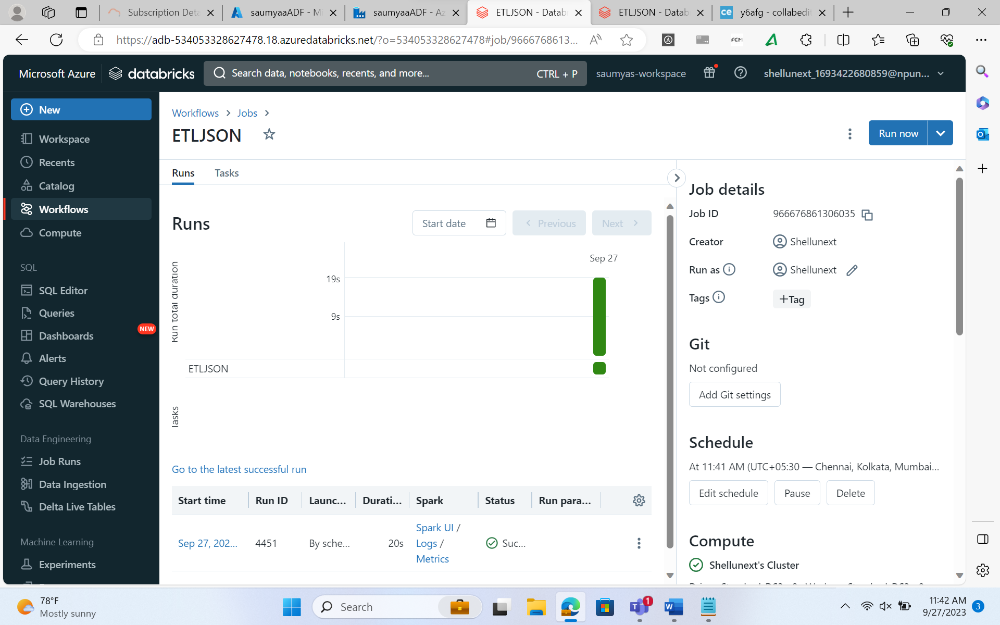 Subscription Deta
saumyaaADF - Mi
saumyaaADF - Az
ETLJSON - Databri
ETLJSON - Datab
ce y6afg - collabedit
https://adb-534053328627478.18.azuredatabricks.net/?o=534053328627478#job/9666768613...
FCM
Microsoft Azure
databricks
Search data, notebooks, recents, and more...
CTRL + P
saumyas-workspace
shellunext_1693422680859@npun...
New
Workspace
Recents
Catalog
Workflows
Compute
SQL
SQL Editor
Queries
Dashboards
NEW
Alerts
Query History
SQL Warehouses
Data Engineering
Job Runs
Data Ingestion
Delta Live Tables
Machine Learning
Experiments
Workflows > Jobs >
ETLJSON
Run now
Runs
Tasks
Runs
Start date
Previous
Next
Run total duration
Sep 27
19s
9s
ETLJSON
Tasks
Go to the latest successful run
Start time
Run ID
Launc...
Durati...
Spark
Status
Run para...
Sep 27, 202...
4451
By sche...
20s
Spark UI /
Logs /
Metrics
Suc...
Job details
Job ID
966676861306035
Creator
Shellunext
Run as
Shellunext
Tags
+Tag
Git
Not configured
Add Git settings
Schedule
At 11:41 AM (UTC+05:30 — Chennai, Kolkata, Mumbai...
Edit schedule
Pause
Delete
Compute
Shellunext's Cluster
78°F
Mostly sunny
Search
1
11:42 AM
9/27/2023
3